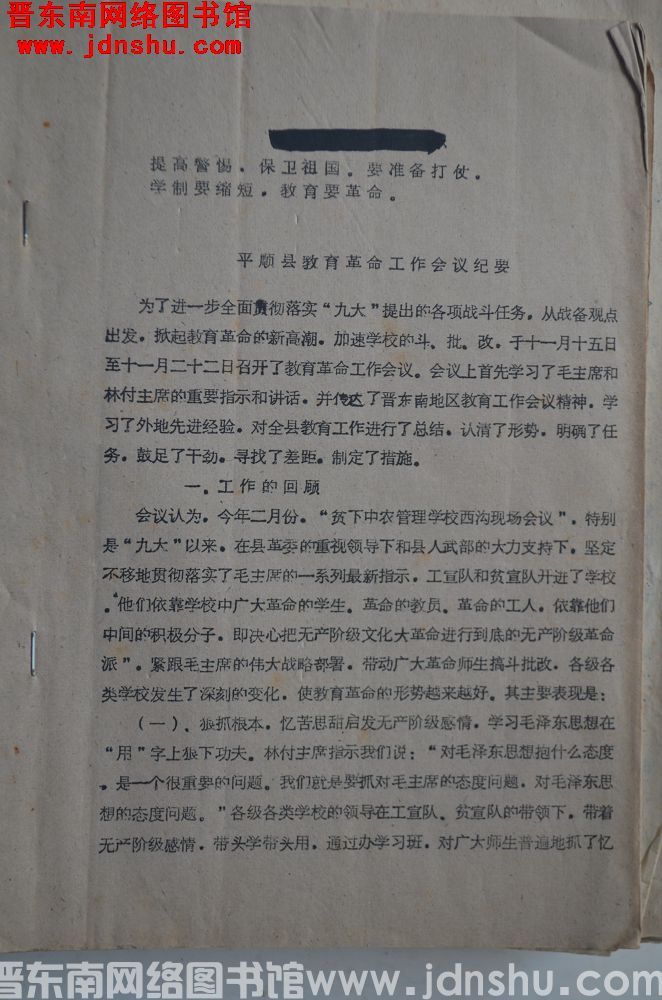 晋东南网络图书馆
www.jdnshu.com
提高警惕，保卫祖国。要准备打仗。
学制要缩短，教育要革命。
平顺县教育革命工作会议纪要
为了进一步全面贯彻落实“九大”提出的各项战斗任务，从战备观点
出发，掀起教育革命的新高潮，加速学校的斗、批、改，于十一月十五日
至十一月二十二日召开了教育革命工作会议。会议上首先学习了毛主席和
林付主席的重要指示和讲话，并传达了晋东南地区教育工作会议精神，学
习了外地先进经验，对全县教育工作进行了总结，认清了形势，明确了任
务，鼓足了干劲，寻找了差距，制定了措施。
一、工作的回顾
会议认为，今年二月份，“贫下中农管理学校西沟现场会议”，特别
是“九大”以来，在县革委的重视领导下和县人武部的大力支持下，坚定
不移地贯彻落实了毛主席的一系列最新指示，工宣队和贫宣队开进了学校
，“他们依靠学校中广大革命的学生、革命的教员、革命的工人，依靠他们
中间的积极分子，即决心把无产阶级文化大革命进行到底的无产阶级革命
派”，紧跟毛主席的伟大战略部署，带动广大革命师生搞斗批改，各级各
类学校发生了深刻的变化，使教育革命的形势越来越好。其主要表现是：
（一）、狠抓根本，忆苦思甜启发无产阶级感情，学习毛泽东思想在
“用”字上狠下功夫。林付主席指示我们说：“对毛泽东思想抱什么态度
，是一个很重要的问题。我们就是要抓对毛主席的态度问题，对毛泽东思
想的态度问题。”各级各类学校的领导在工宣队、贫宣队的带领下，带着
无产阶级感情，带头学带头用，通过办学习班，对广大师生普遍地抓了忆
晋东南网络图书馆www.jdnshu.com